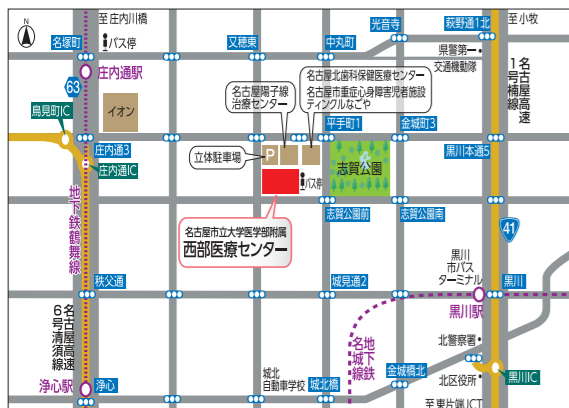 至庄内川橋
光音寺
萩野通1北
至小牧
名塚町
バス停
又穂東
中丸町
県警第一
交通機動隊
名古屋高速
1号楠線
庄内通駅
63
名古屋陽子線
治療センター
名古屋北歯科保健医療センター
名古屋市重症心身障害児者施設
ティンクルなごや
イオン
鳥見町IC
平手町1
金城町3
庄内通3
立体駐車場
P
黒川本通5
庄内通IC
志賀公園
バス停
地下鉄鶴舞線
名古屋市立大学医学部附属
西部医療センター
志賀公園前
志賀公園南
41
黒川
市バス
ターミナル
秩父通
城見通2
黒川
黒川駅
名古屋高速
6号清須線
地下鉄
名城線
北警察署
城北
自動車学校
金城橋北
黒川IC
浄心駅
浄心
城北橋
北区役所
至東片端JCT